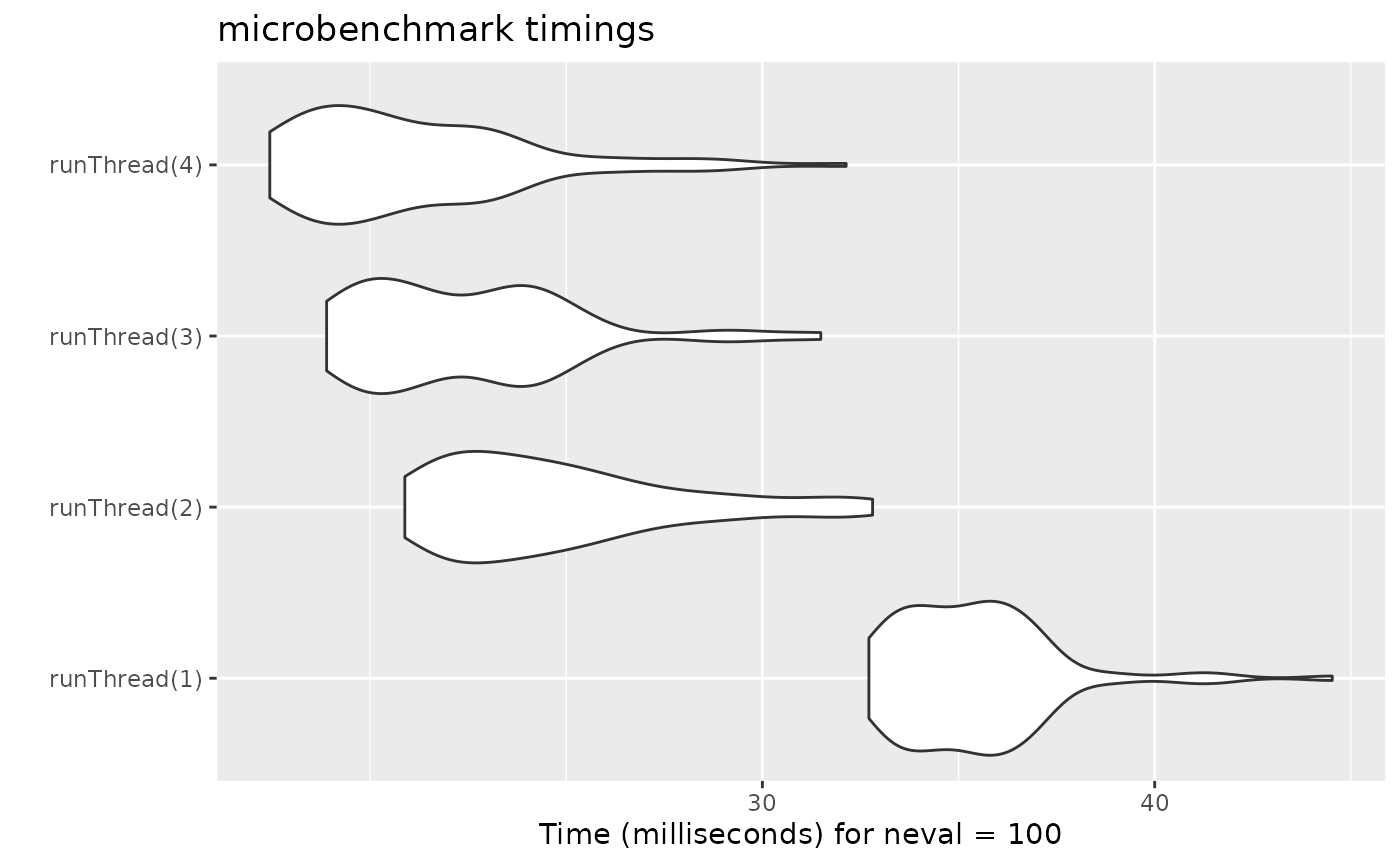 microbenchmark timings
runThread(4)
runThread(3)
runThread(2)
runThread(1)
30
40
Time (milliseconds) for neval = 100